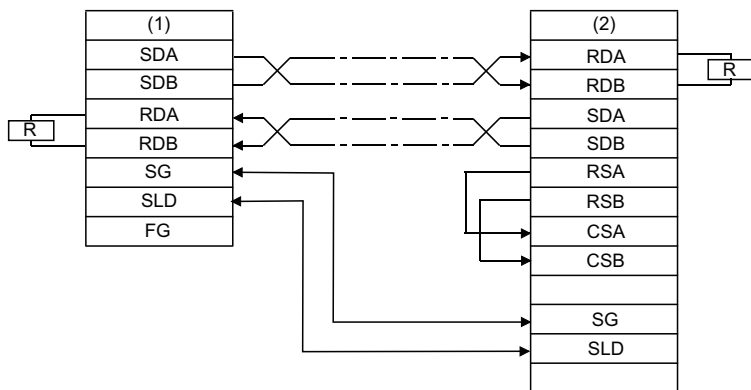 (1)
SDA
SDB
RDA
RDB
SG
SLD
FG
R
(2)
RDA
RDB
SDA
SDB
RSA
RSB
CSA
CSB
SG
SLD
R